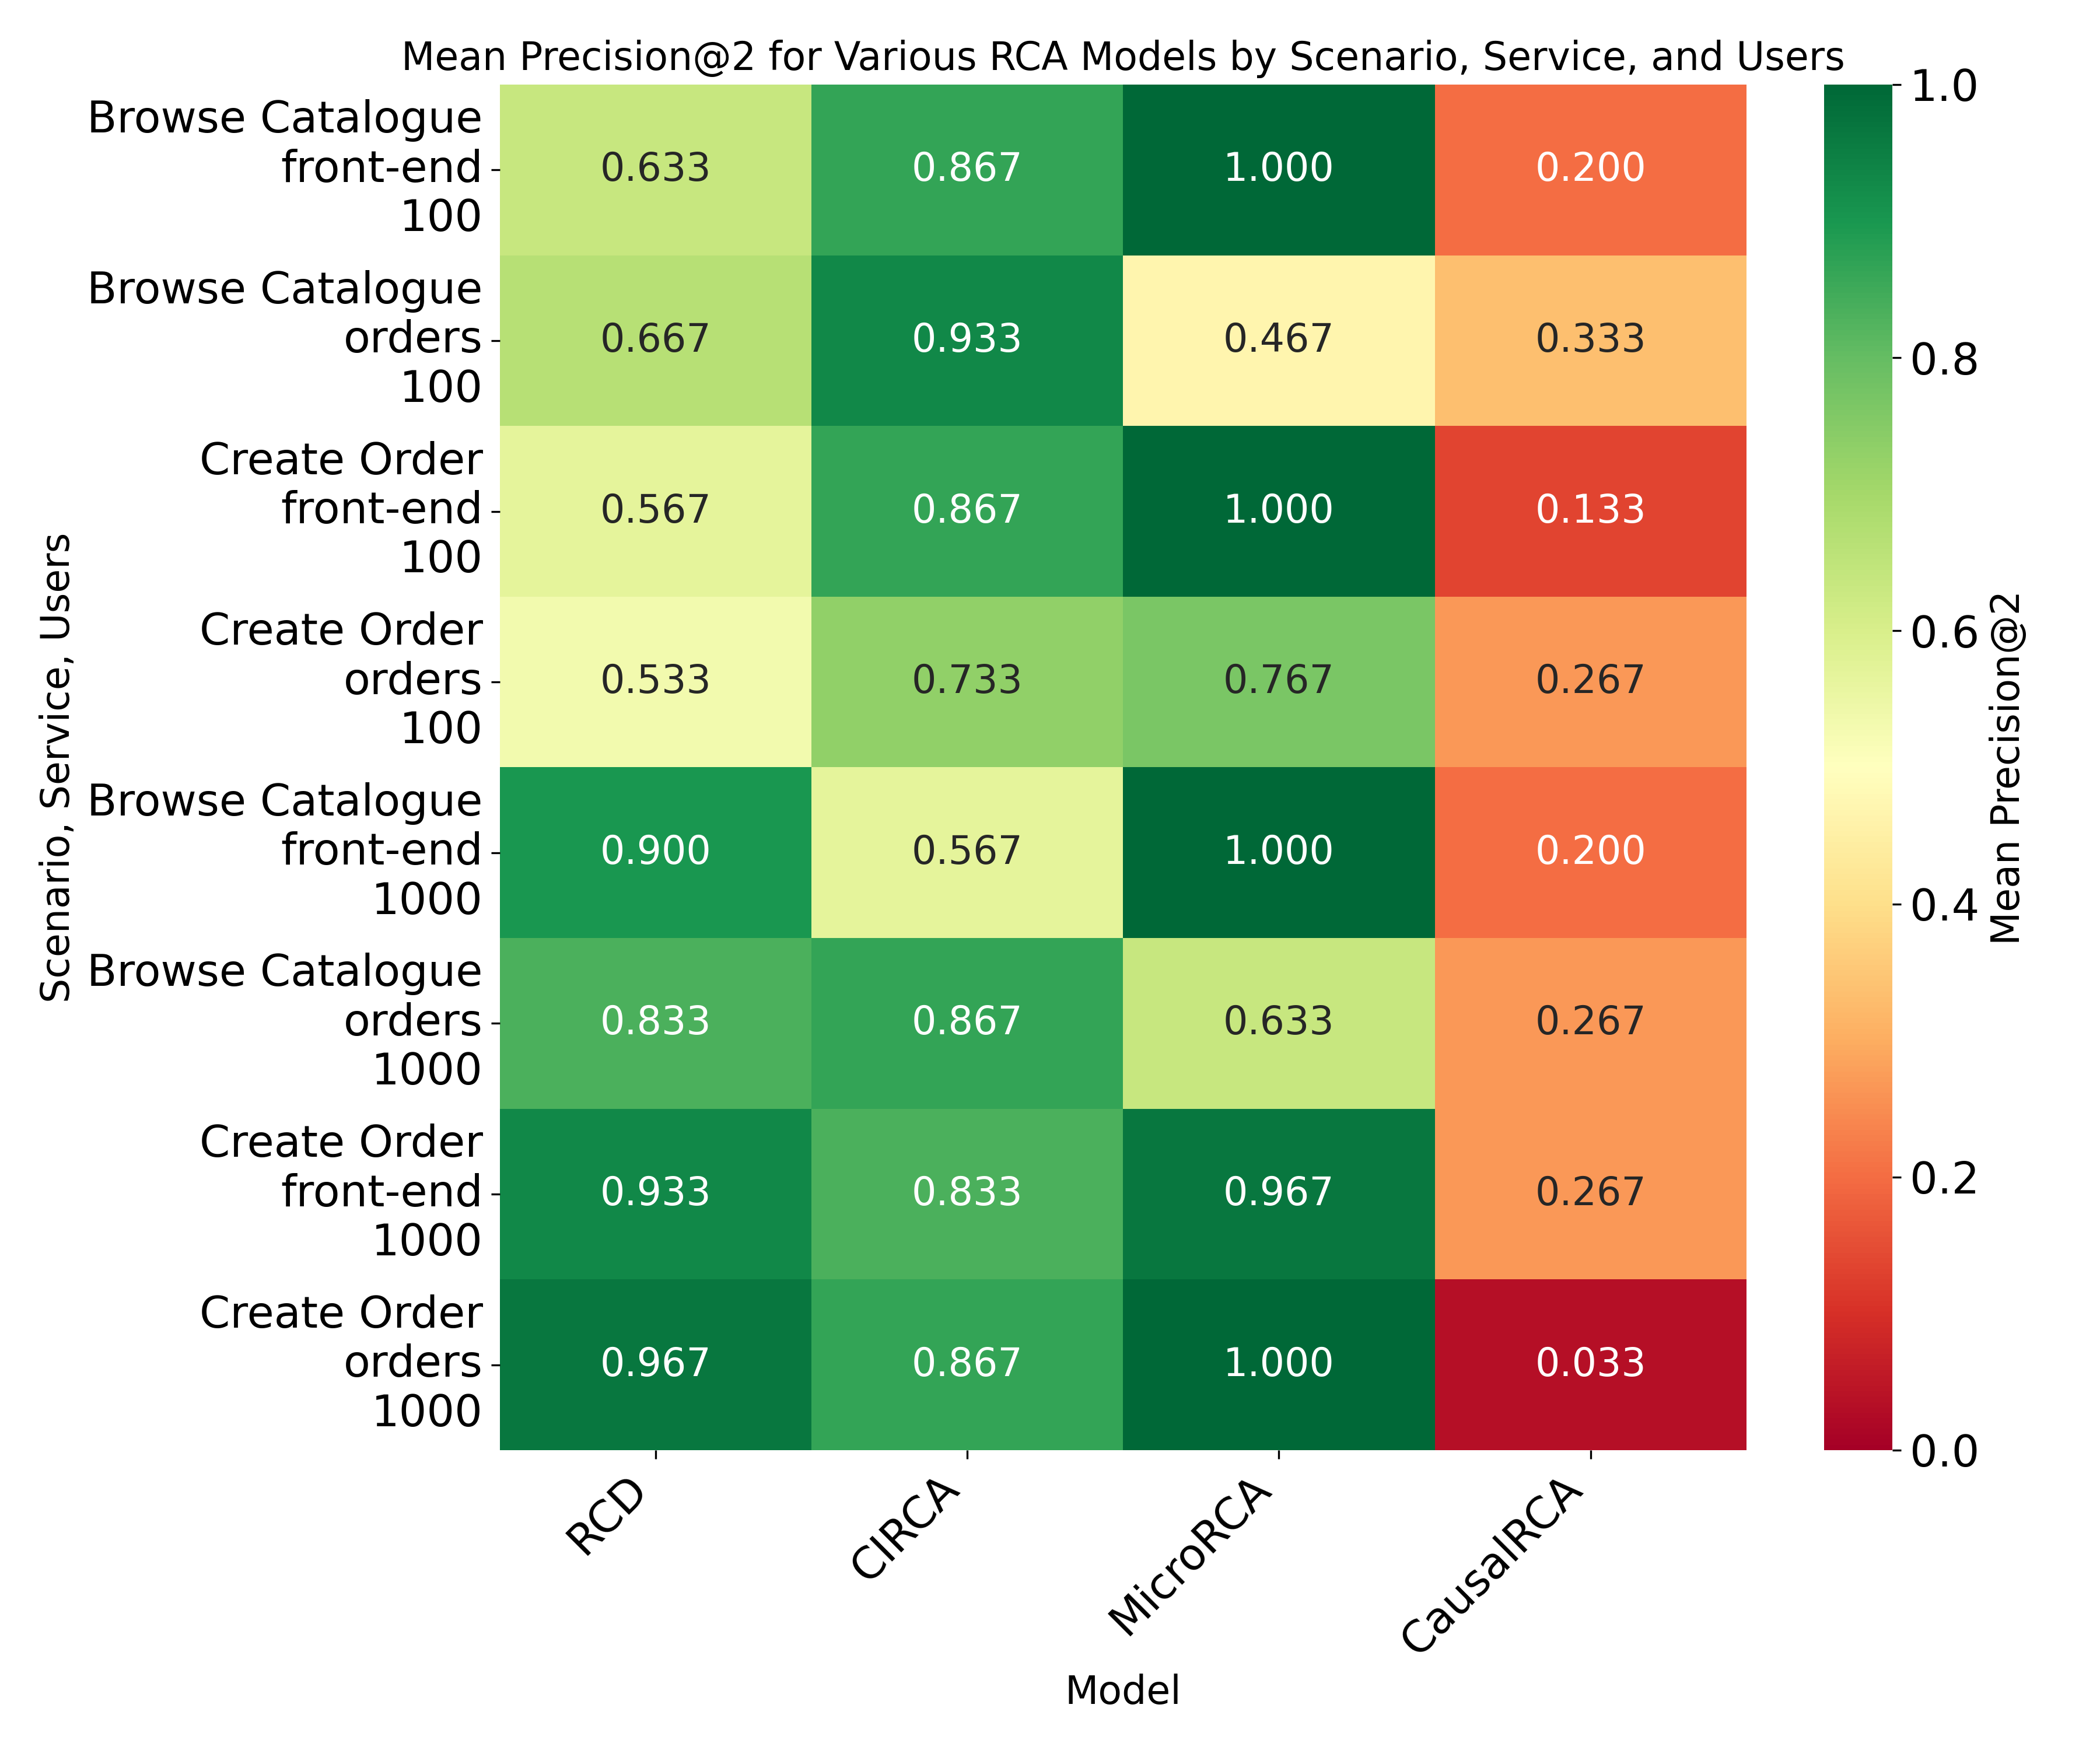 Mean Precision@2 for Various RCA Models by Scenario, Service, and Users
Scenario, Service, Users
Browse Catalogue
front-end
100
0.633 0.867 1.000 0.200
Browse Catalogue
orders
100
0.667 0.933 0.467 0.333
Create Order
front-end
100
0.567 0.867 1.000 0.133
Create Order
orders
100
0.533 0.733 0.767 0.267
Browse Catalogue
front-end
1000
0.900 0.567 1.000 0.200
Browse Catalogue
orders
1000
0.833 0.867 0.633 0.267
Create Order
front-end
1000
0.933 0.833 0.967 0.267
Create Order
orders
1000
0.967 0.867 1.000 0.033
RCD
CIRCA
MicroRCA
CausalRCA
Model
1.0
0.8
0.6
0.4
0.2
0.0
Mean Precision@2